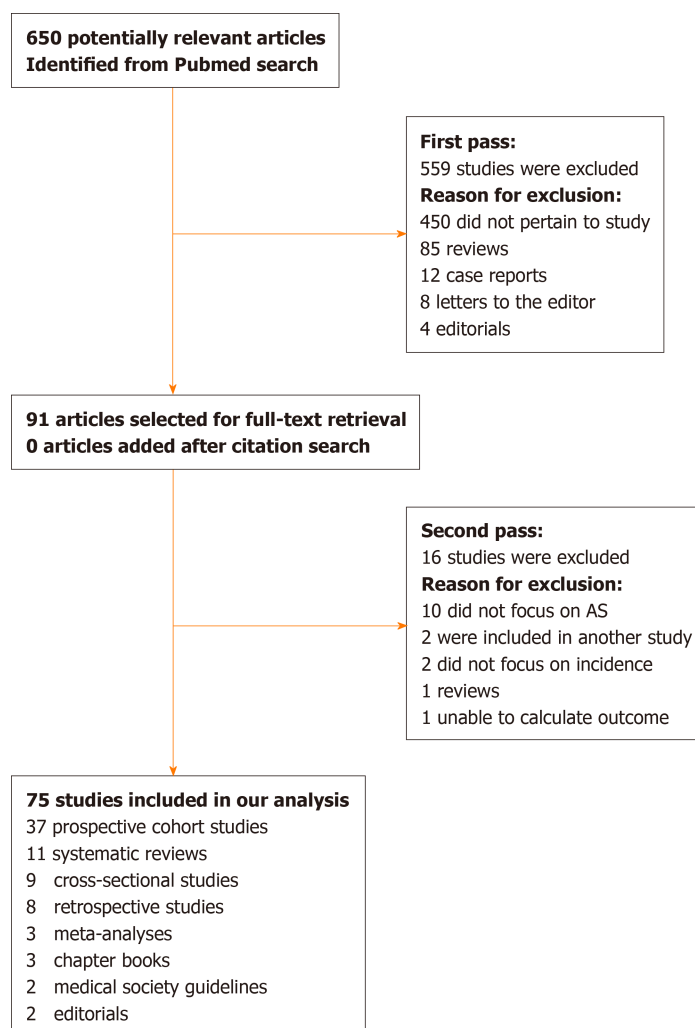 650 potentially relevant articles
Identified from Pubmed search
First pass:
559 studies were excluded
Reason for exclusion:
450 did not pertain to study
85 reviews
12 case reports
8 letters to the editor
4 editorials
91 articles selected for full-text retrieval
0 articles added after citation search
Second pass:
16 studies were excluded
Reason for exclusion:
10 did not focus on AS
2 were included in another study
2 did not focus on incidence
1 reviews
1 unable to calculate outcome
75 studies included in our analysis
37 prospective cohort studies
11 systematic reviews
9 cross-sectional studies
8 retrospective studies
3 meta-analyses
3 chapter books
2 medical society guidelines
2 editorials